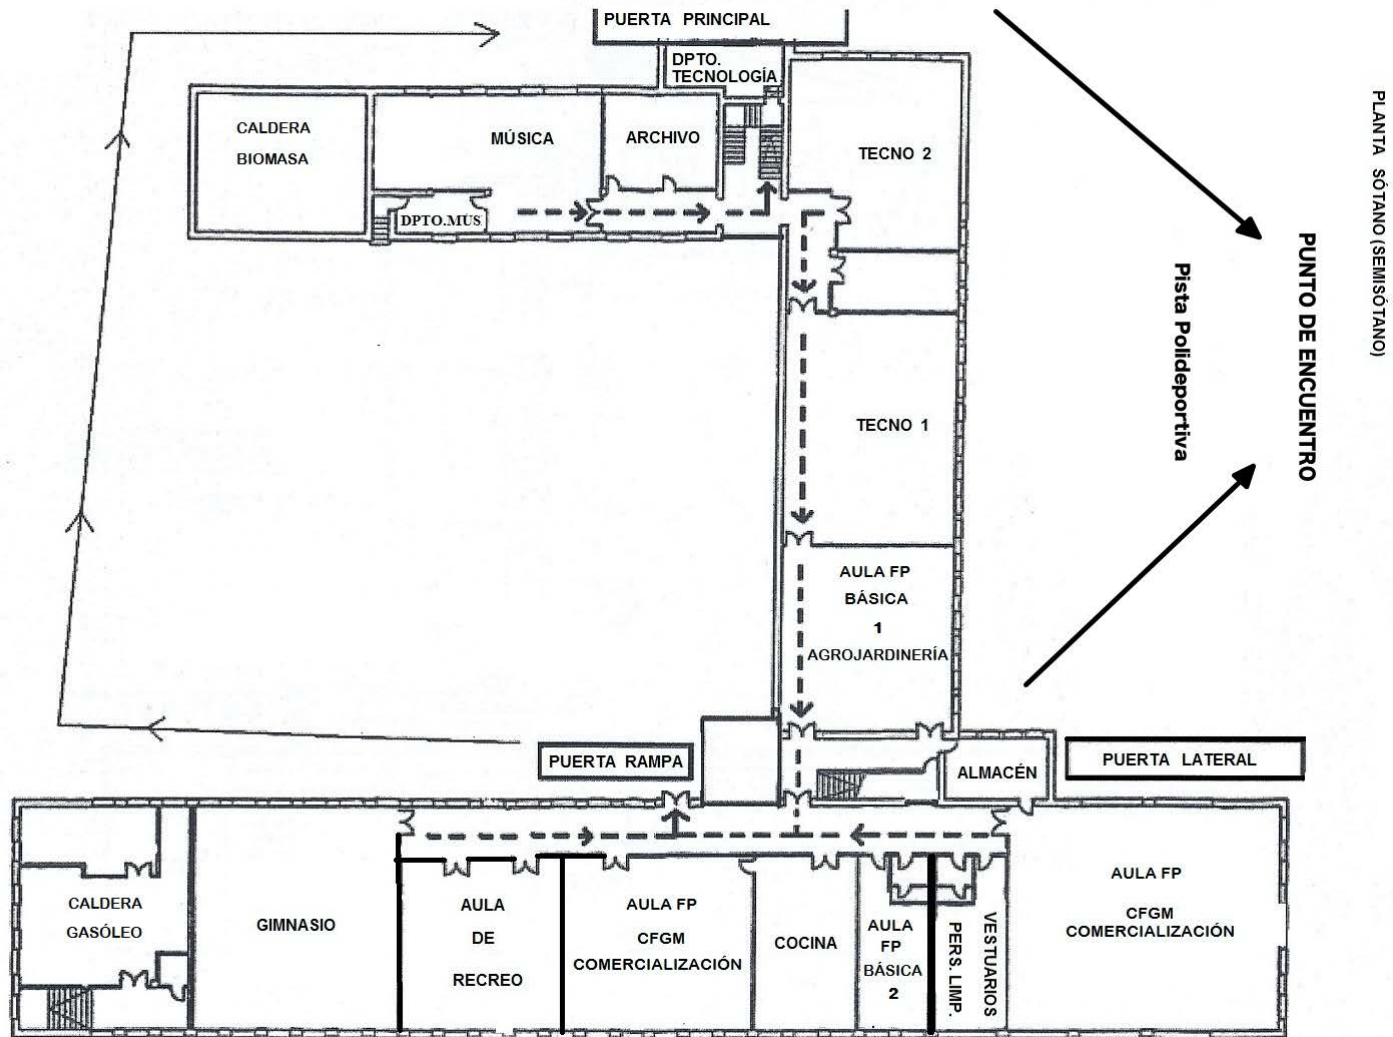 PUERTA PRINCIPAL
DPTO.
TECNOLOGÍA
CALDERA
BIOMASA
MÚSICA
ARCHIVO
TECNO 2
DPTO.MUS
TECNO 1
AULA FP
BÁSICA
1
AGROJARDINERÍA
PUERTA RAMPA
ALMACÉN
PUERTA LATERAL
CALDERA
GASÓLEO
GIMNASIO
AULA
DE
RECREO
AULA FP
CFGM
COMERCIALIZACIÓN
COCINA
AULA
FP
BÁSICA
2
PERS. LIMP.
VESTUARIOS
AULA FP
CFGM
COMERCIALIZACIÓN
Pista Polideportiva
PUNTO DE ENCUENTRO
PLANTA SÓTANO (SEMISÓTANO)